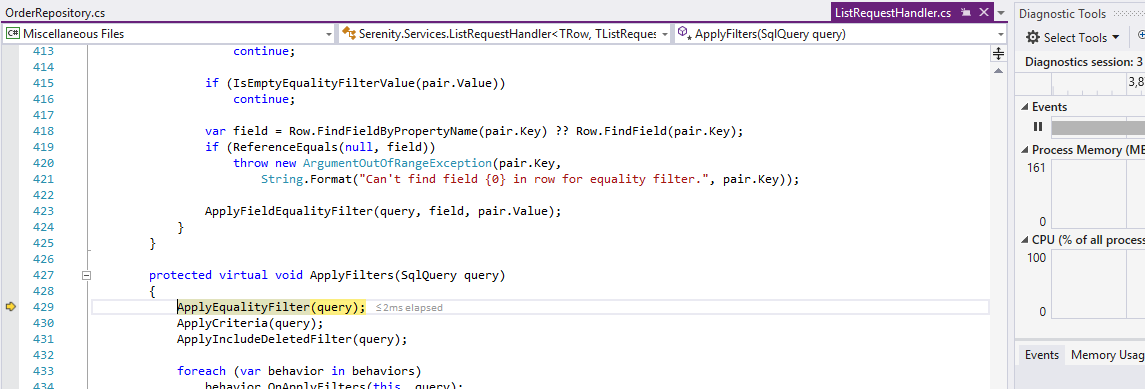 OrderRepository.cs
ListRequestHandler.cs
Diagnostic Tools
C# Miscellaneous Files
Serenity.Services.ListRequestHandler<TRow, TListReques
ApplyFilters(SqlQuery query)
Select Tools
Diagnostics session: 3
3,8
Events
Process Memory (ME
161
0
CPU (% of all process
100
0
Events
Memory Usag
413 continue;
414
415 if (IsEmptyEqualityFilterValue(pair.Value))
416 continue;
417
418 var field = Row.FindFieldByPropertyName(pair.Key) ?? Row.FindField(pair.Key);
419 if (ReferenceEquals(null, field))
420 throw new ArgumentOutOfRangeException(pair.Key,
421 String.Format("Can't find field {0} in row for equality filter.", pair.Key));
422
423 ApplyFieldEqualityFilter(query, field, pair.Value);
424 }
425 }
426
427 protected virtual void ApplyFilters(SqlQuery query)
428 {
429 ApplyEqualityFilter(query); ≤2ms elapsed
430 ApplyCriteria(query);
431 ApplyIncludeDeletedFilter(query);
432
433 foreach (var behavior in behaviors)
434 behavior.OnApplyFilters(this, query);